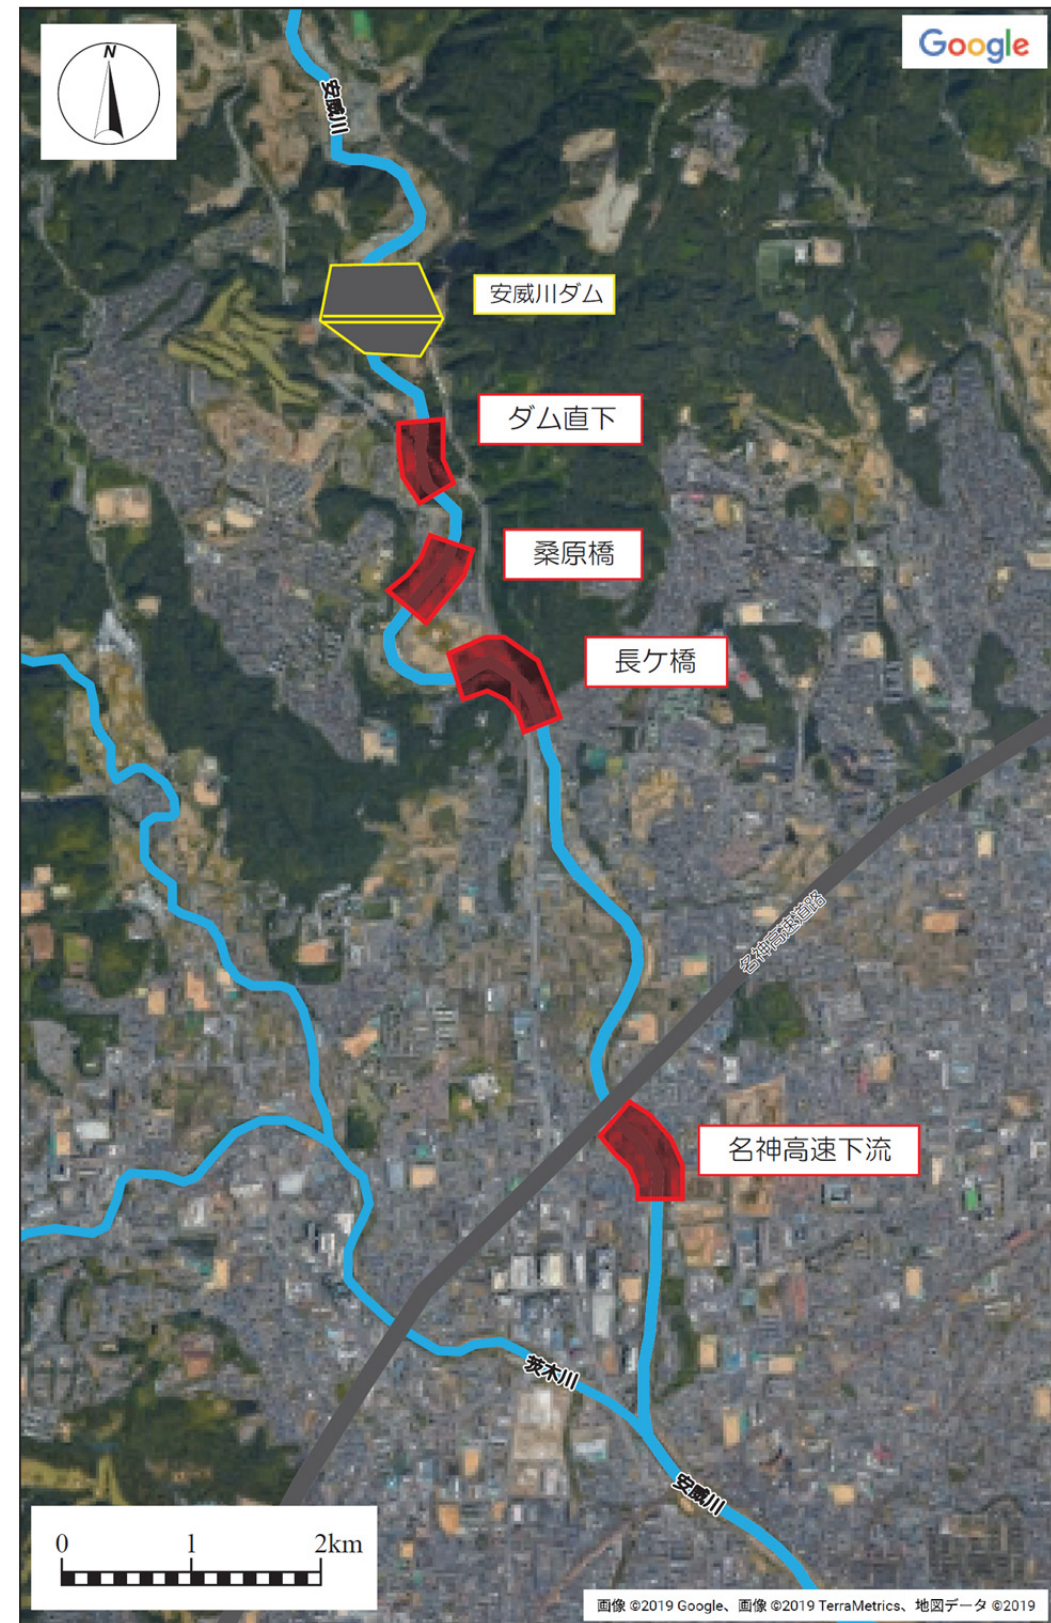 N
Google
安威川
安威川ダム
ダム直下
桑原橋
長ケ橋
名神高速道路
名神高速下流
茨木川
安威川
0 1 2km
画像 ©2019 Google、画像 ©2019 TerraMetrics、地図データ ©2019